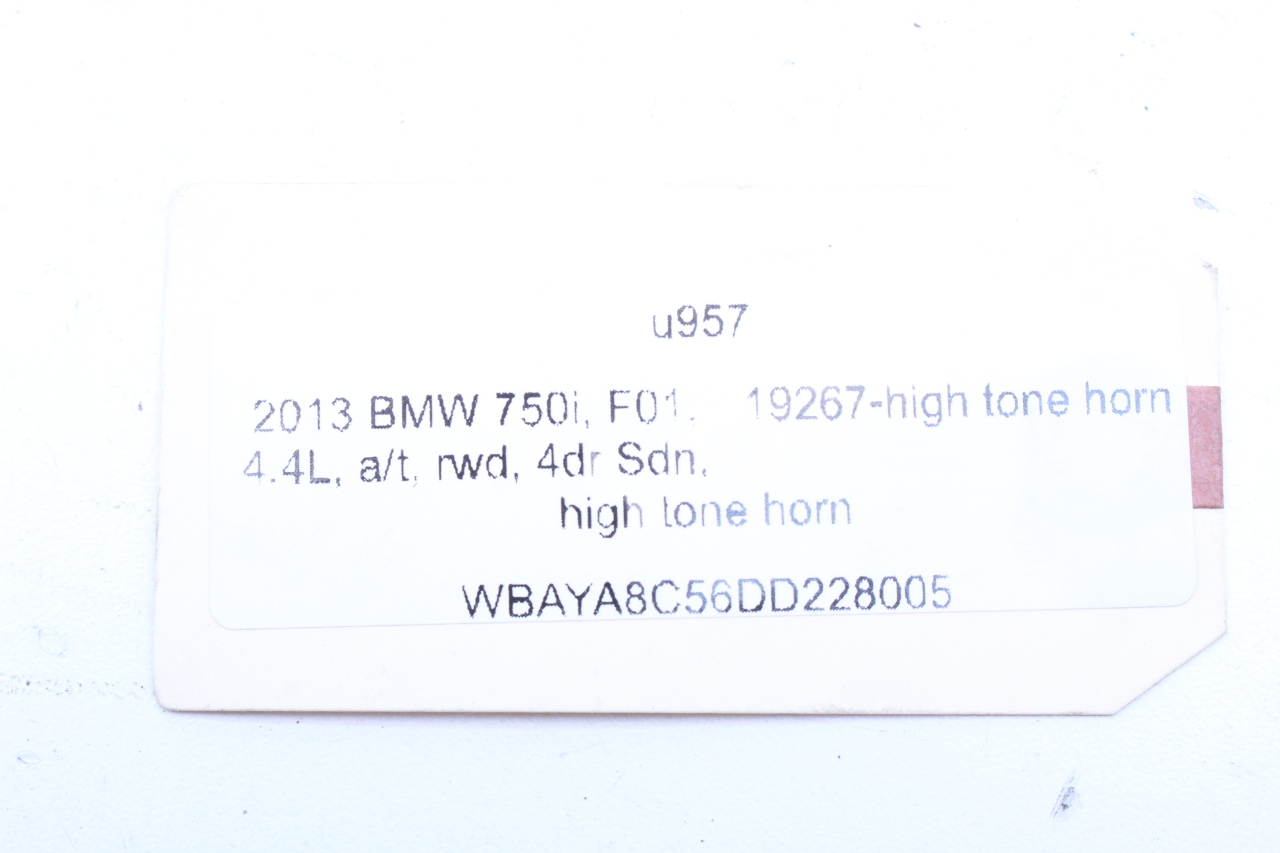 u957
2013 BMW 750i, F01. 19267-high tone horn
4.4L, a/t, rwd, 4dr Sdn,
high tone horn
WBAYA8C56DD228005